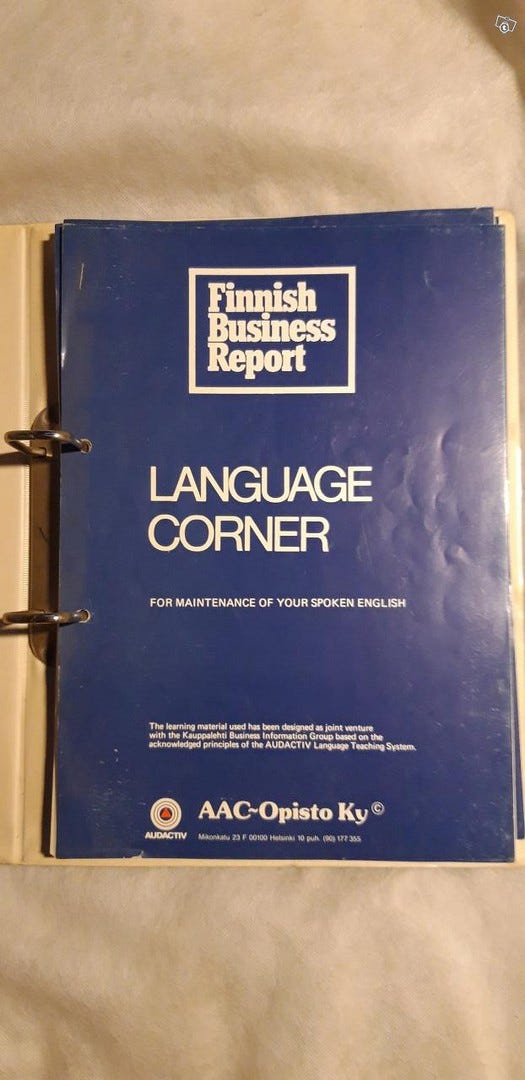 Finnish
Business
Report
LANGUAGE
CORNER
FOR MAINTENANCE OF YOUR SPOKEN ENGLISH
The learning material used has been designed as joint venture
with the Kauppalehti Business Information Group based on the
acknowledged principles of the AUDACTIV Language Teaching System.
AAC~Opisto Ky ©
AUDACTIV
Mikonkatu 23 F 00100 Helsinki 10 puh. (90) 177 355